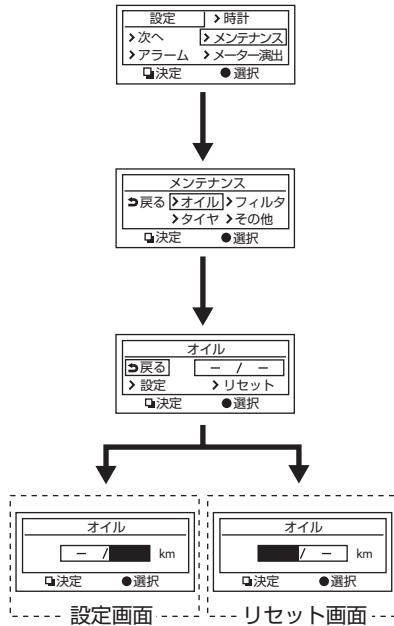 設定 >時計
>次へ >メンテナンス
>アラーム >メーター演出
決定 ●選択
メンテナンス
戻る >オイル >フィルタ
>タイヤ >その他
決定 ●選択
オイル
戻る – / –
> 設定 >リセット
決定 ●選択
オイル
– / km
決定 ●選択
設定画面
オイル
/ – km
決定 ●選択
リセット画面